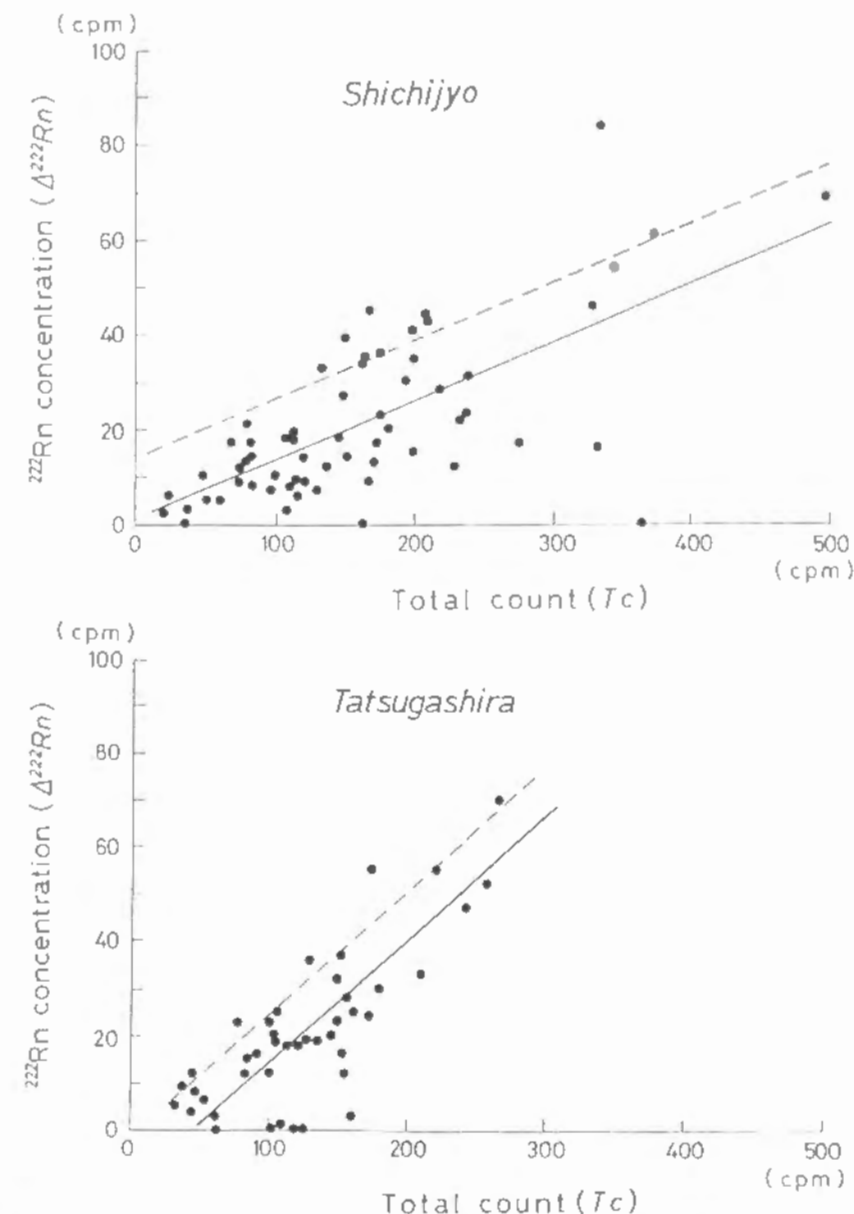 (cpm)
100
80
60
40
20
0
²²²Rn concentration (Δ²²²Rn)
Shichijyo
0 100 200 300 400 500
(cpm)
Total count (Tc)
(cpm)
100
80
60
40
20
0
²²²Rn concentration (Δ²²²Rn)
Tatsugashira
0 100 200 300 400 500
(cpm)
Total count (Tc)